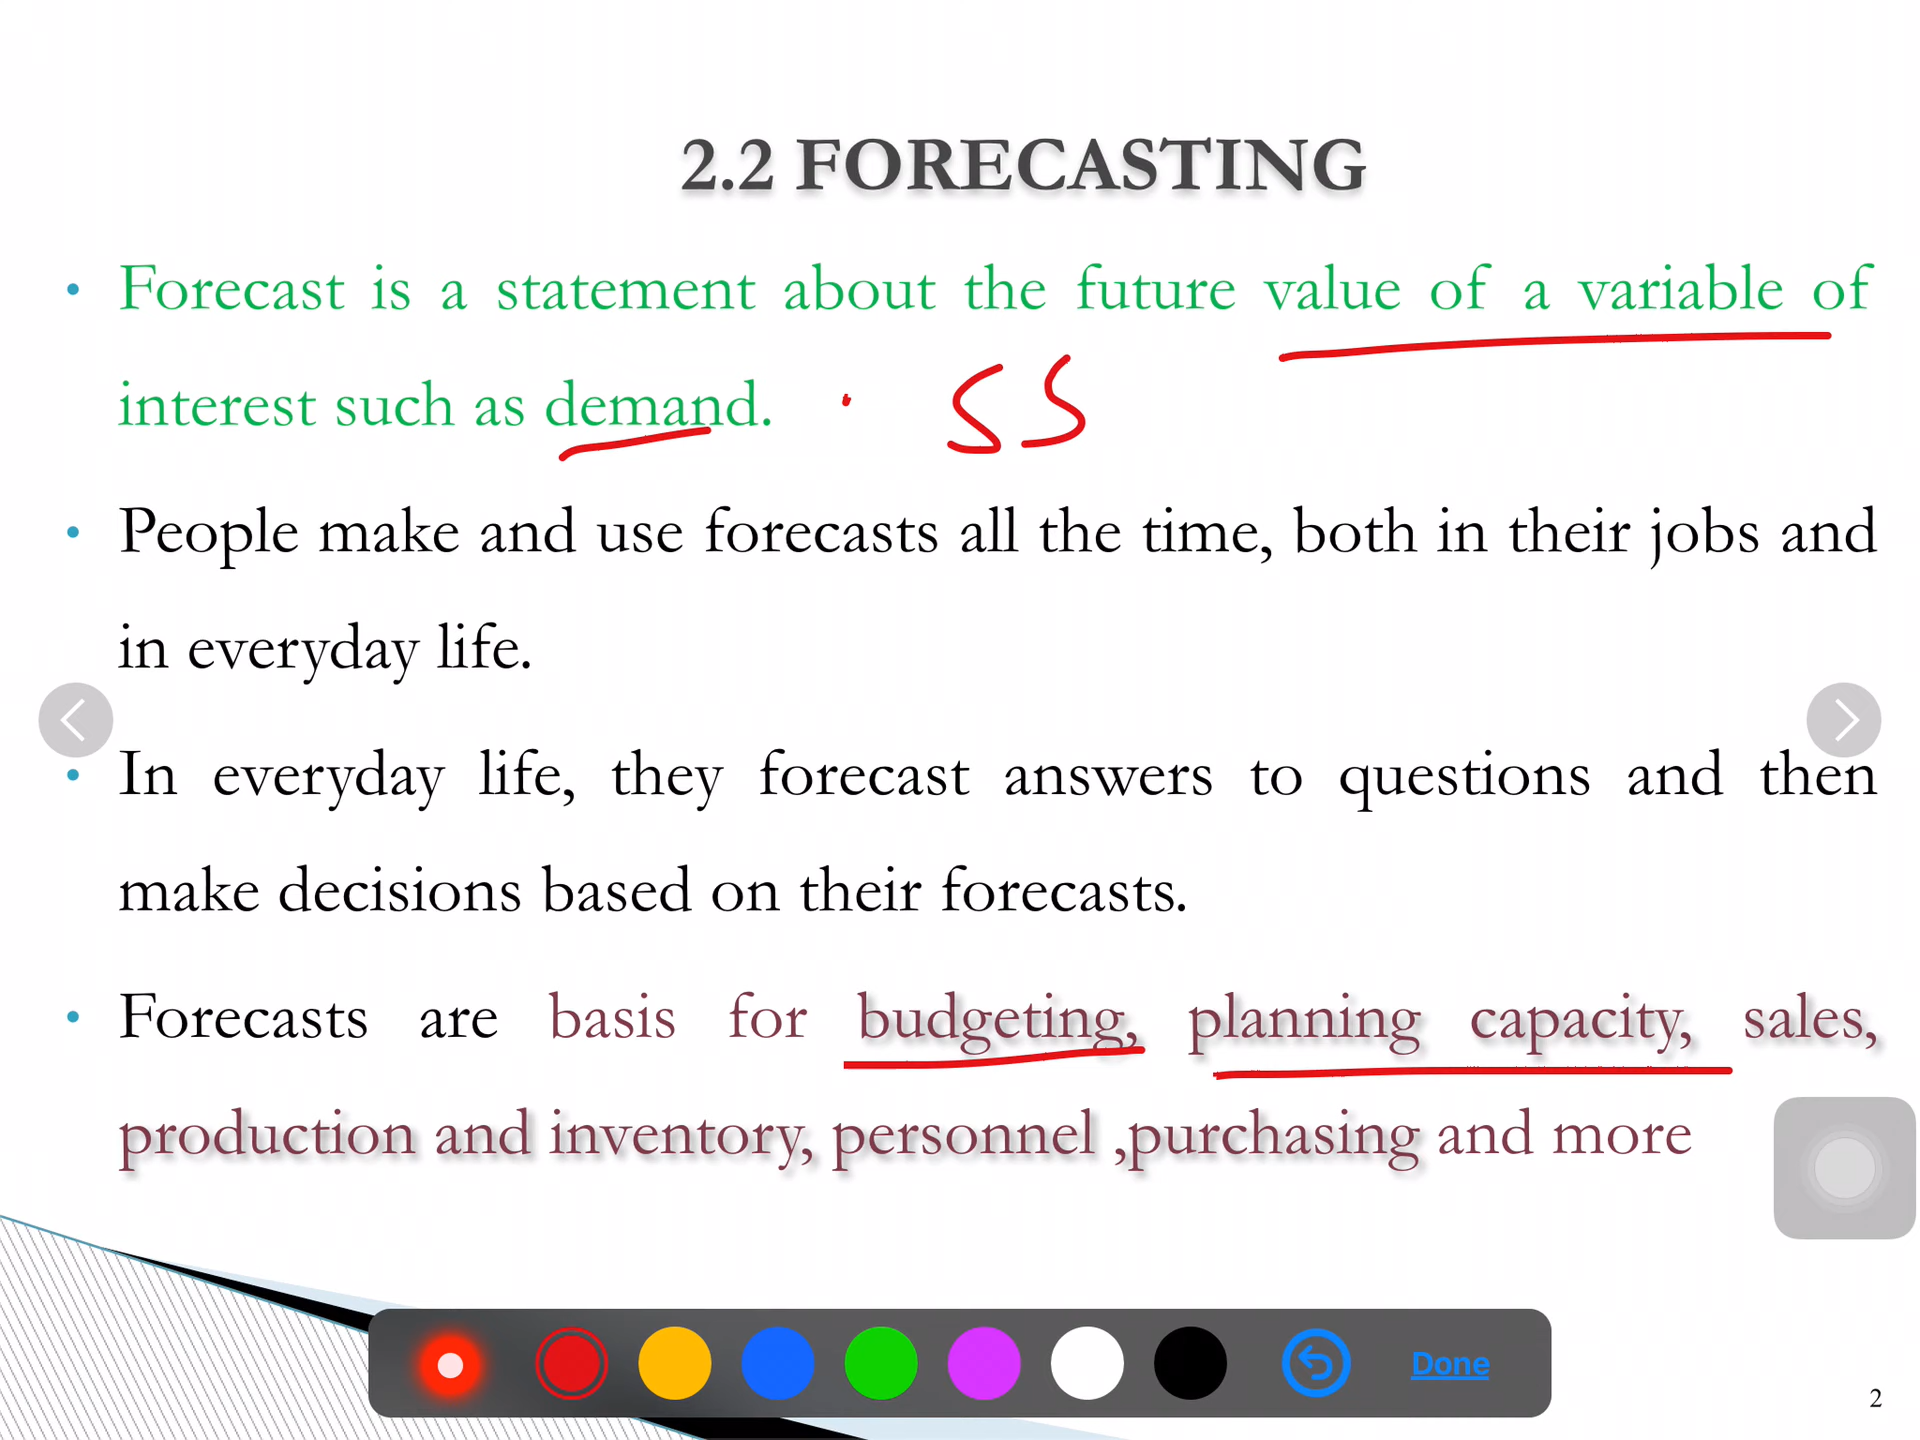 2.2 FORECASTING
• Forecast is a statement about the future value of a variable of
interest such as demand. • SS
• People make and use forecasts all the time, both in their jobs and
in everyday life.
• In everyday life, they forecast answers to questions and then
make decisions based on their forecasts.
• Forecasts are basis for budgeting, planning capacity, sales,
production and inventory, personnel ,purchasing and more
Done
2